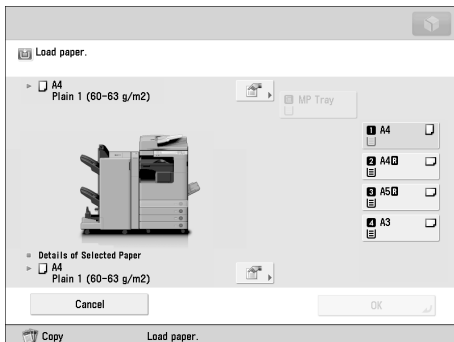 Load paper.
A4
Plain 1 (60-63 g/m2)
MP Tray
1 A4
2 A4R
3 A5R
4 A3
Details of Selected Paper
A4
Plain 1 (60-63 g/m2)
Cancel
OK
Copy Load paper.